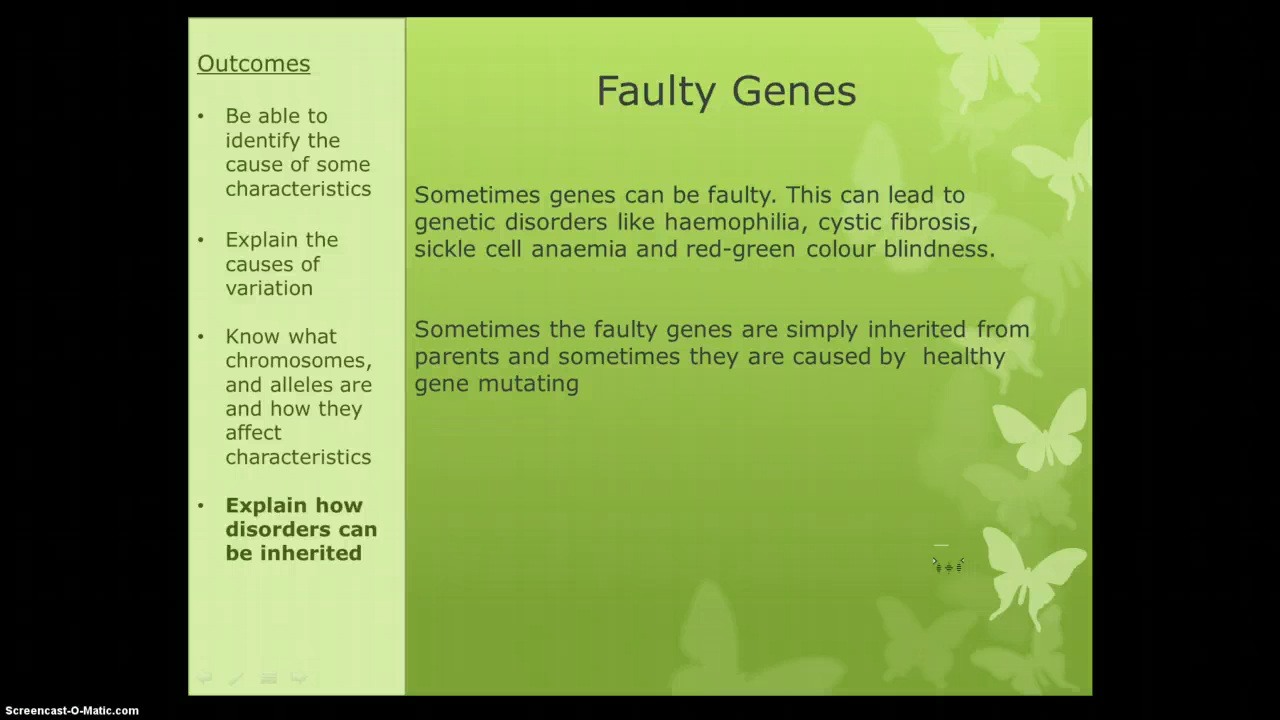 Outcomes
• Be able to
identify the
cause of some
characteristics
• Explain the
causes of
variation
• Know what
chromosomes,
and alleles are
and how they
affect
characteristics
• Explain how
disorders can
be inherited
Faulty Genes
Sometimes genes can be faulty. This can lead to
genetic disorders like haemophilia, cystic fibrosis,
sickle cell anaemia and red-green colour blindness.
Sometimes the faulty genes are simply inherited from
parents and sometimes they are caused by  healthy
gene mutating
Screencast-O-Matic.com